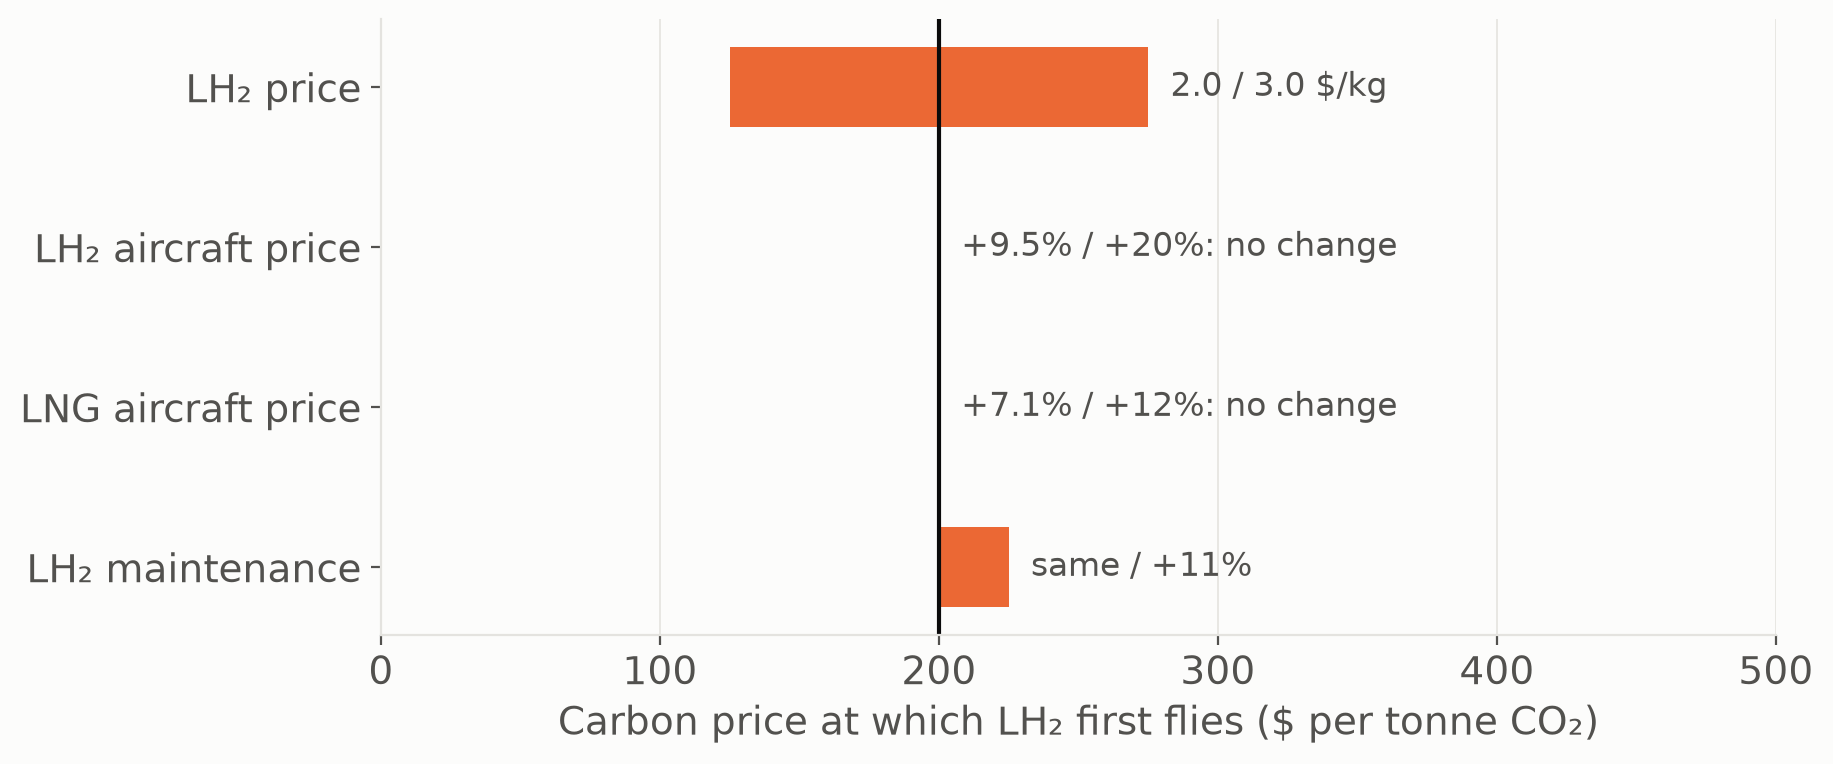 LH₂ price
2.0 / 3.0 $/kg
LH₂ aircraft price
+9.5% / +20%: no change
LNG aircraft price
+7.1% / +12%: no change
LH₂ maintenance
same / +11%
0 100 200 300 400 500
Carbon price at which LH₂ first flies ($ per tonne CO₂)